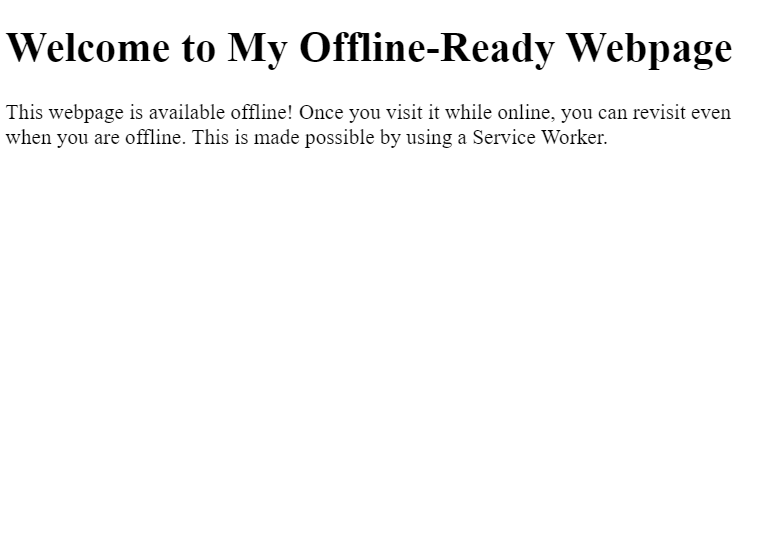 Welcome to My Offline-Ready Webpage
This webpage is available offline! Once you visit it while online, you can revisit even
when you are offline. This is made possible by using a Service Worker.